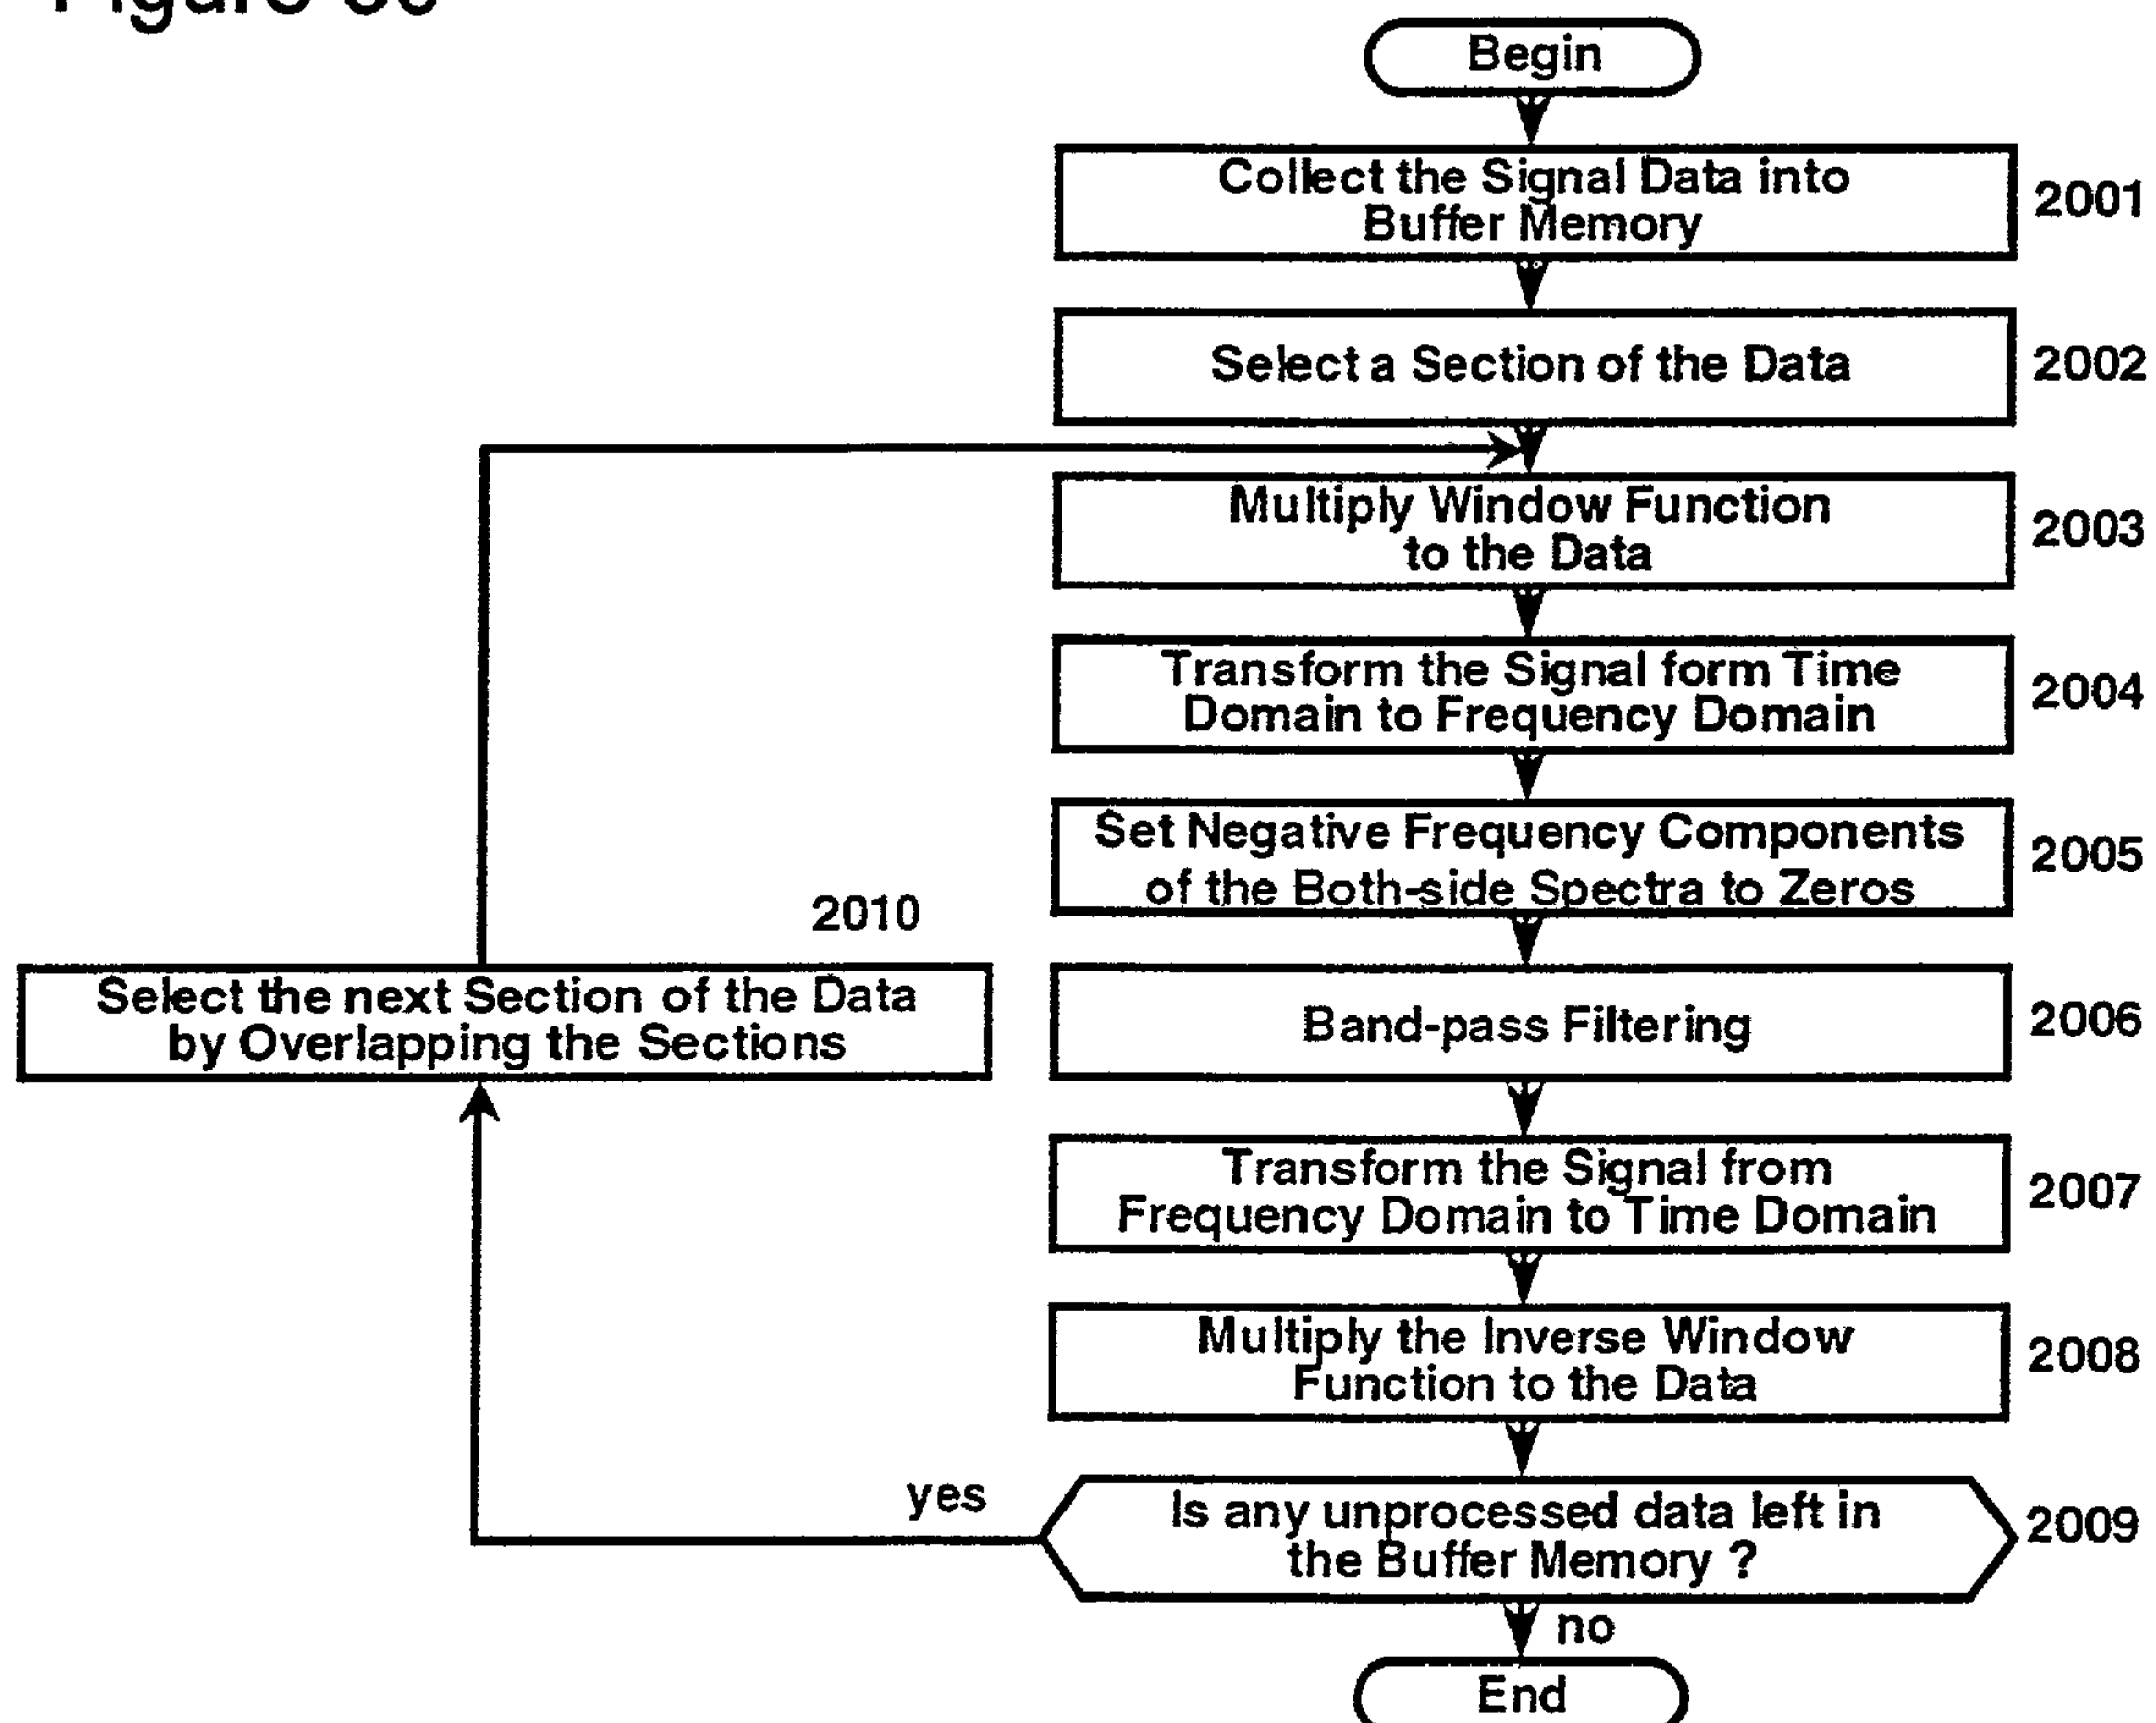 Begin
Collect the Signal Data into
Buffer Memory
2001
Select a Section of the Data
2002
Multiply Window Function
to the Data
2003
Transform the Signal form Time
Domain to Frequency Domain
2004
Set Negative Frequency Components
of the Both-side Spectra to Zeros
2005
2010
Select the next Section of the Data
by Overlapping the Sections
Band-pass Filtering
2006
Transform the Signal from
Frequency Domain to Time Domain
2007
Multiply the Inverse Window
Function to the Data
2008
yes
Is any unprocessed data left in
the Buffer Memory ?
2009
no
End